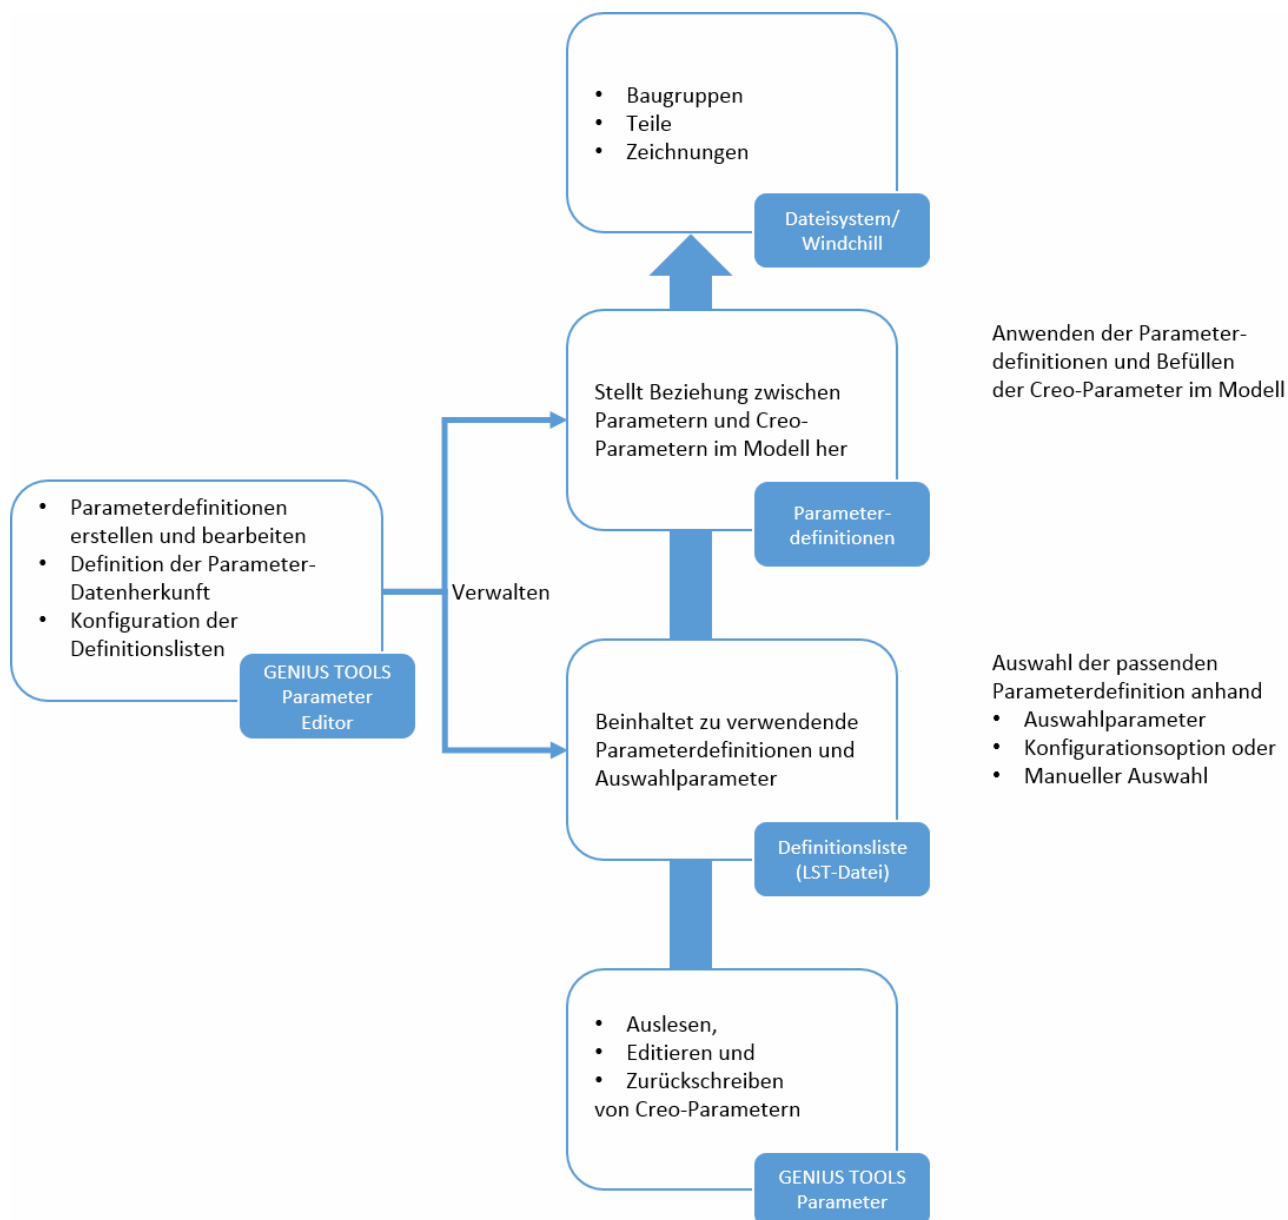 • Baugruppen
• Teile
• Zeichnungen
Dateisystem/
Windchill
Anwenden der Parameter-
definitionen und Befüllen
der Creo-Parameter im Modell
Stellt Beziehung zwischen
Parametern und Creo-
Parametern im Modell her
Parameter-
definitionen
• Parameterdefinitionen
erstellen und bearbeiten
• Definition der Parameter-
Datenherkunft
• Konfiguration der
Definitionslisten
GENIUS TOOLS
Parameter
Editor
Verwalten
Auswahl der passenden
Parameterdefinition anhand
• Auswahlparameter
• Konfigurationsoption oder
• Manueller Auswahl
Beinhaltet zu verwendende
Parameterdefinitionen und
Auswahlparameter
Definitionsliste
(LST-Datei)
• Auslesen,
• Editieren und
• Zurückschreiben
von Creo-Parametern
GENIUS TOOLS
Parameter